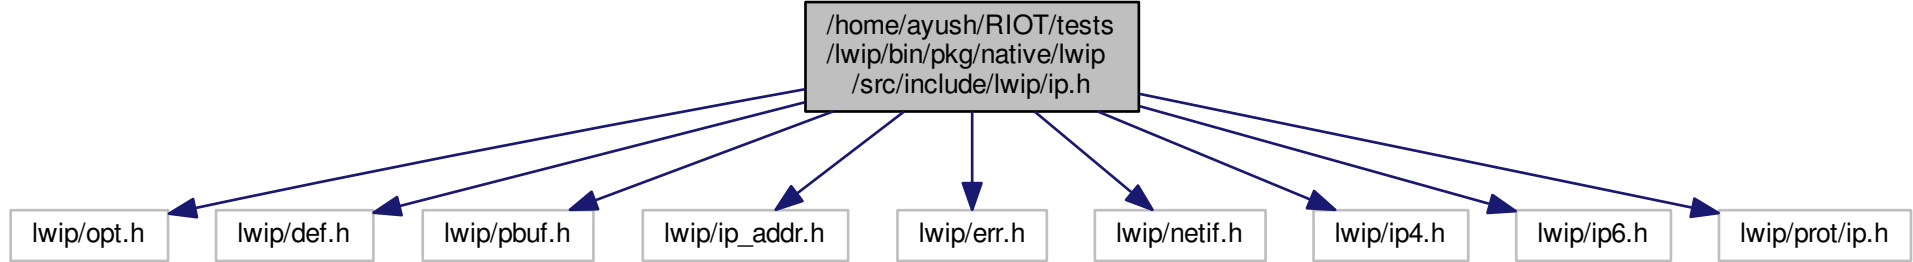 /home/ayush/RIOT/tests
/lwip/bin/pkg/native/lwip
/src/include/lwip/ip.h
lwip/opt.h
lwip/def.h
lwip/pbuf.h
lwip/ip_addr.h
lwip/err.h
lwip/netif.h
lwip/ip4.h
lwip/ip6.h
lwip/prot/ip.h